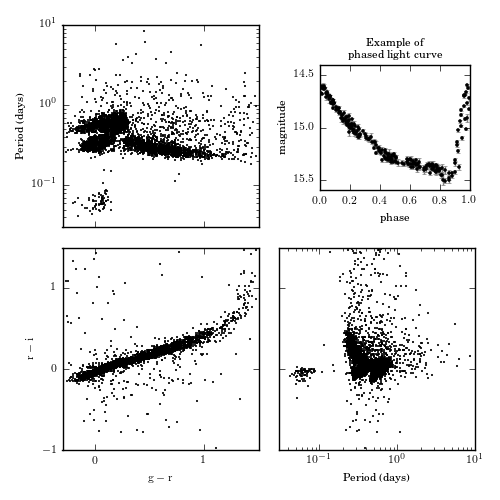 10^1
10^0
10^−1
Period (days)
Example of
phased light curve
14.5
15.0
15.5
magnitude
0.0 0.2 0.4 0.6 0.8 1.0
phase
1
0
−1
r − i
0 1
g − r
10^−1 10^0 10^1
Period (days)